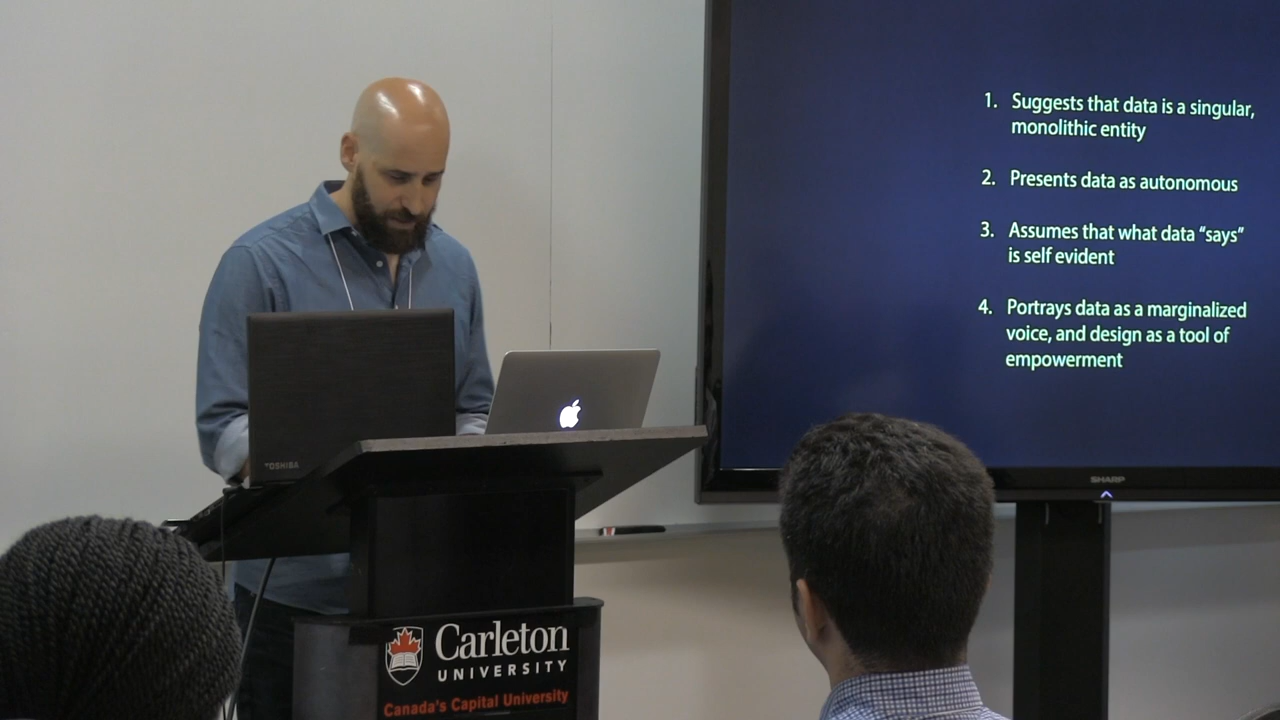 1. Suggests that data is a singular,
monolithic entity
2. Presents data as autonomous
3. Assumes that what data “says”
is self evident
4. Portrays data as a marginalized
voice, and design as a tool of
empowerment
TOSHIBA
SHARP
Carleton
UNIVERSITY
Canada's Capital University